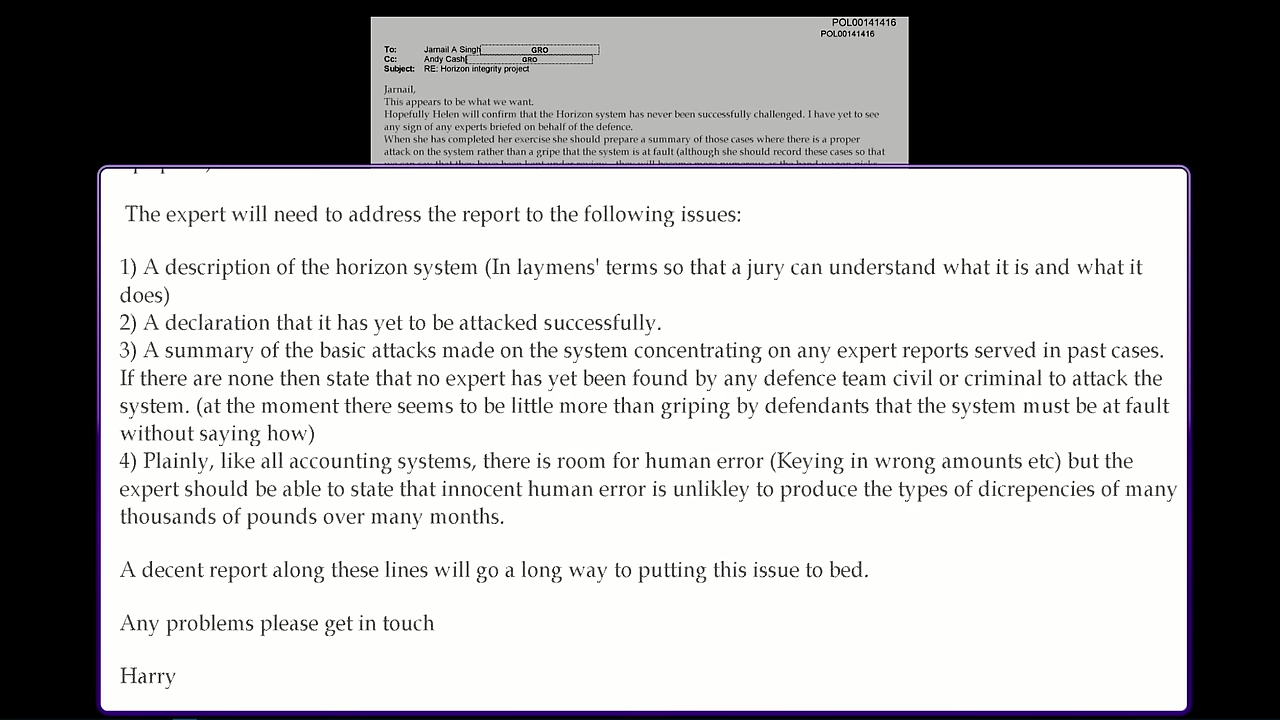 POL00141416
POL00141416
To: Jarnail A Singh GRO
Cc: Andy Cash GRO
Subject: RE: Horizon integrity project
Jarnail,
This appears to be what we want.
Hopefully Helen will confirm that the Horizon system has never been successfully challenged. I have yet to see
any sign of any experts briefed on behalf of the defence.
When she has completed her exercise she should prepare a summary of those cases where there is a proper
attack on the system rather than a gripe that the system is at fault (although she should record these cases so that
The expert will need to address the report to the following issues:
1) A description of the horizon system (In laymens' terms so that a jury can understand what it is and what it
does)
2) A declaration that it has yet to be attacked successfully.
3) A summary of the basic attacks made on the system concentrating on any expert reports served in past cases.
If there are none then state that no expert has yet been found by any defence team civil or criminal to attack the
system. (at the moment there seems to be little more than griping by defendants that the system must be at fault
without saying how)
4) Plainly, like all accounting systems, there is room for human error (Keying in wrong amounts etc) but the
expert should be able to state that innocent human error is unlikley to produce the types of dicrepencies of many
thousands of pounds over many months.
A decent report along these lines will go a long way to putting this issue to bed.
Any problems please get in touch
Harry